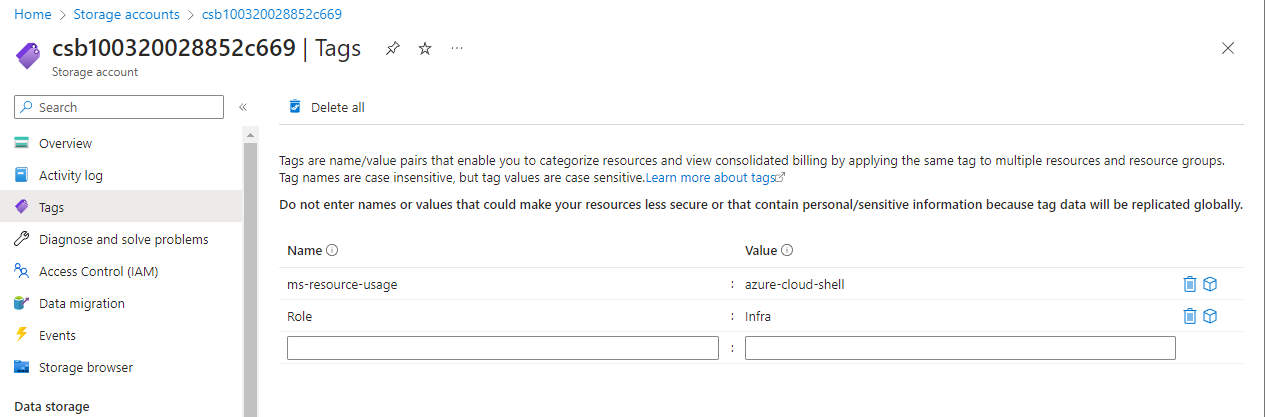 Home > Storage accounts > csb100320028852c669
csb100320028852c669 | Tags
Storage account
Search
Delete all
Overview
Activity log
Tags
Diagnose and solve problems
Access Control (IAM)
Data migration
Events
Storage browser
Data storage
Tags are name/value pairs that enable you to categorize resources and view consolidated billing by applying the same tag to multiple resources and resource groups.
Tag names are case insensitive, but tag values are case sensitive.Learn more about tags
Do not enter names or values that could make your resources less secure or that contain personal/sensitive information because tag data will be replicated globally.
Name Value
ms-resource-usage : azure-cloud-shell
Role : Infra
: